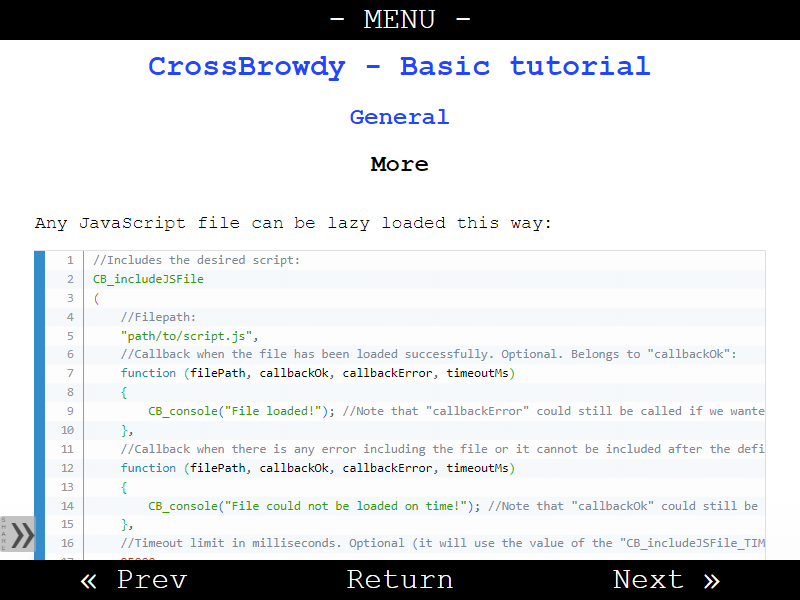 - MENU -
CrossBrowdy - Basic tutorial
General
More
Any JavaScript file can be lazy loaded this way:
1 //Includes the desired script:
2 CB_includeJSFile
3 (
4 //Filepath:
5 "path/to/script.js",
6 //Callback when the file has been loaded successfully. Optional. Belongs to "callbackOk":
7 function (filePath, callbackOk, callbackError, timeoutMs)
8 {
9 CB_console("File loaded!"); //Note that "callbackError" could still be called if we wante
10 },
11 //Callback when there is any error including the file or it cannot be included after the defi
12 function (filePath, callbackOk, callbackError, timeoutMs)
13 {
14 CB_console("File could not be loaded on time!"); //Note that "callbackOk" could still be
15 },
16 //Timeout limit in milliseconds. Optional (it will use the value of the "CB_includeJSFile_TIM
SHARE »
« Prev Return Next »